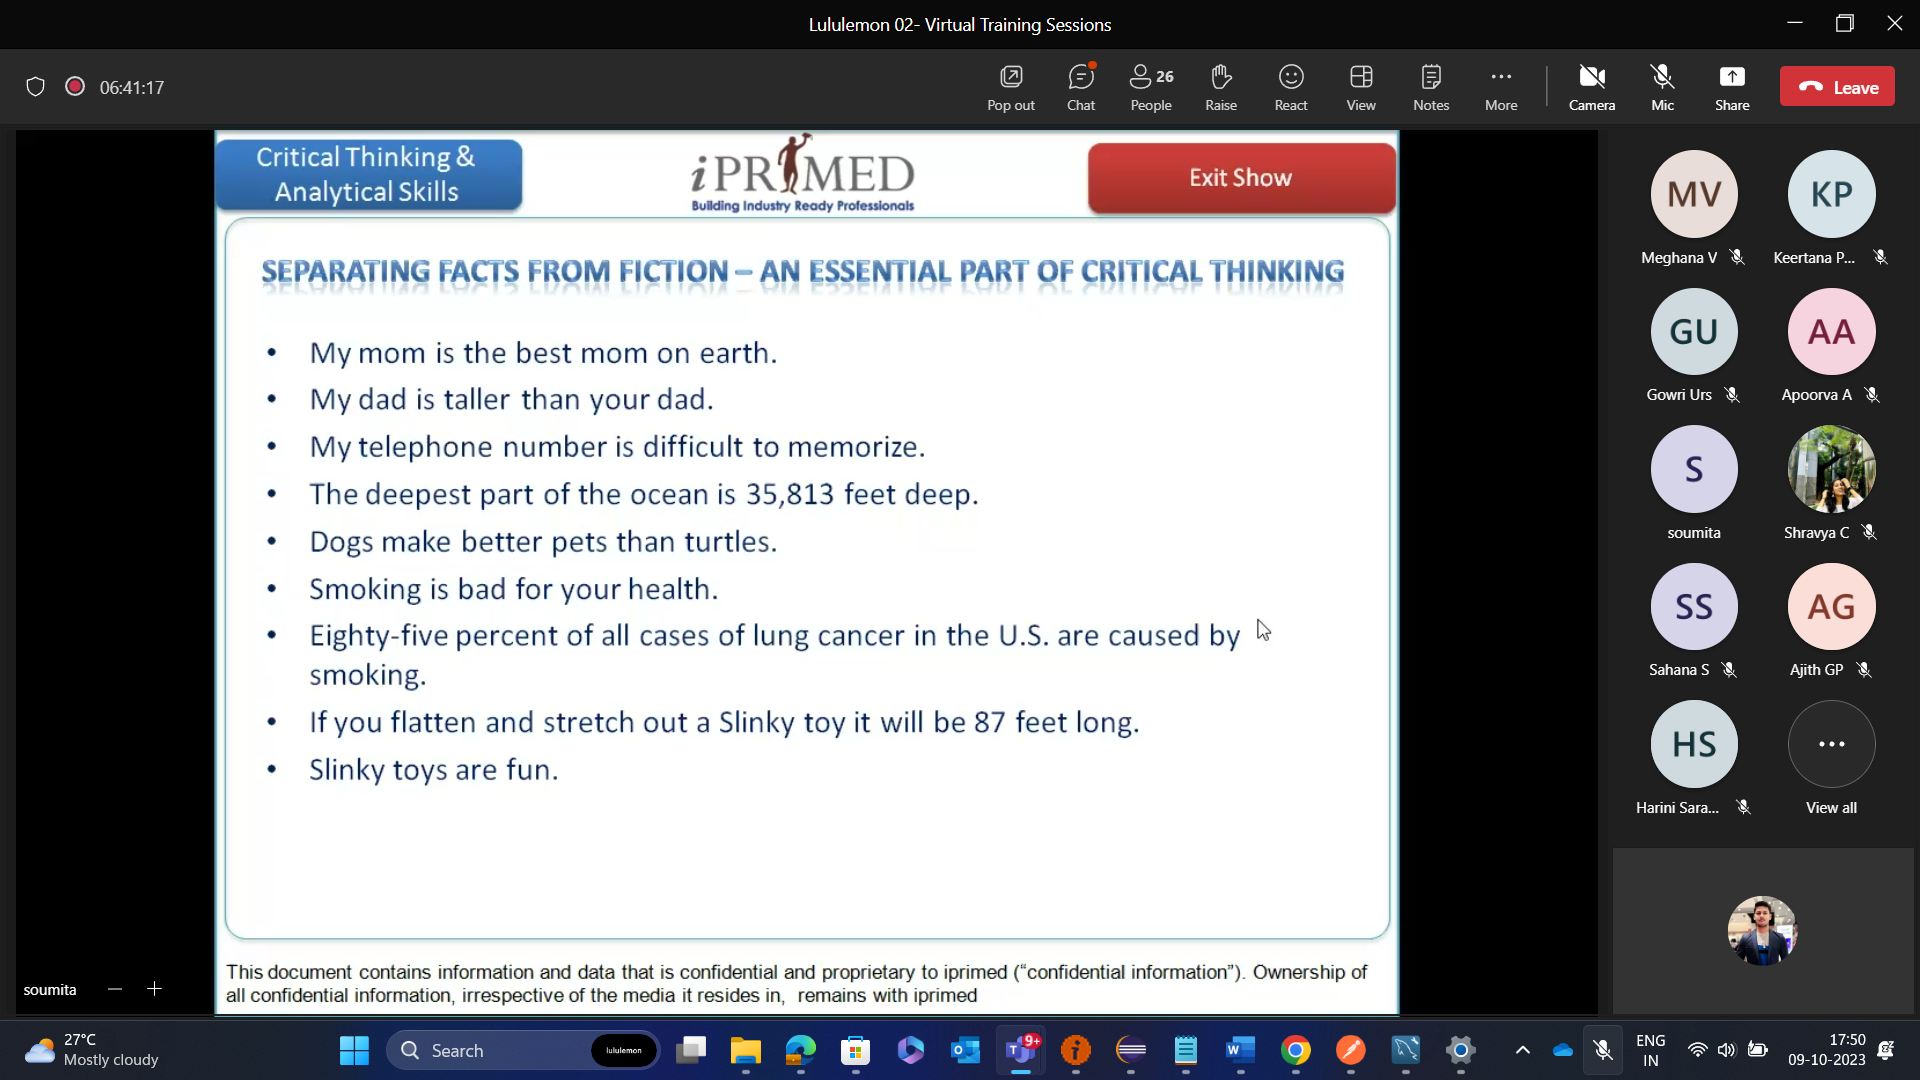 Lululemon 02- Virtual Training Sessions
06:41:17
Pop out
Chat
26
People
Raise
React
View
Notes
More
Camera
Mic
Share
Leave
Critical Thinking &
Analytical Skills
iPRIMED
Building Industry Ready Professionals
Exit Show
SEPARATING FACTS FROM FICTION – AN ESSENTIAL PART OF CRITICAL THINKING
• My mom is the best mom on earth.
• My dad is taller than your dad.
• My telephone number is difficult to memorize.
• The deepest part of the ocean is 35,813 feet deep.
• Dogs make better pets than turtles.
• Smoking is bad for your health.
• Eighty-five percent of all cases of lung cancer in the U.S. are caused by
smoking.
• If you flatten and stretch out a Slinky toy it will be 87 feet long.
• Slinky toys are fun.
This document contains information and data that is confidential and proprietary to iprimed (“confidential information”). Ownership of
all confidential information, irrespective of the media it resides in, remains with iprimed
soumita
MV
Meghana V
KP
Keertana P...
GU
Gowri Urs
AA
Apoorva A
S
soumita
Shravya C
SS
Sahana S
AG
Ajith GP
HS
Harini Sara...
View all
27°C
Mostly cloudy
Search
lululemon
9+
ENG
IN
17:50
09-10-2023